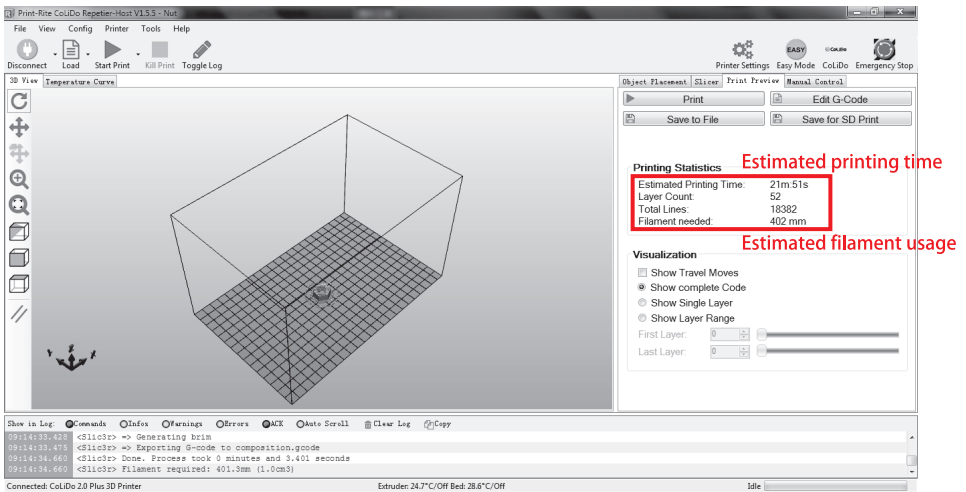 Print-Rite CoLiDo Repetier-Host V1.5.5 - Nut
File View Config Printer Tools Help
Disconnect Load Start Print Kill Print Toggle Log
EASY
COLIDO
Printer Settings Easy Mode CoLiDo Emergency Stop
3D View Temperature Curve
Object Placement Slicer Print Preview Manual Control
Print Edit G-Code
Save to File Save for SD Print
Estimated printing time
Printing Statistics
Estimated Printing Time: 21m:51s
Layer Count: 52
Total Lines: 18382
Filament needed: 402 mm
Estimated filament usage
Visualization
Show Travel Moves
Show complete Code
Show Single Layer
Show Layer Range
First Layer: 0
Last Layer: 0
Show in Log: Commands Infos Warnings Errors ACK Auto Scroll Clear Log Copy
09:14:33.428 <Slic3r> => Generating brim
09:14:33.475 <Slic3r> => Exporting G-code to composition.gcode
09:14:34.660 <Slic3r> Done. Process took 0 minutes and 3.401 seconds
09:14:34.660 <Slic3r> Filament required: 401.3mm (1.0cm3)
Connected: CoLiDo 2.0 Plus 3D Printer Extruder: 24.7°C/Off Bed: 28.6°C/Off Idle